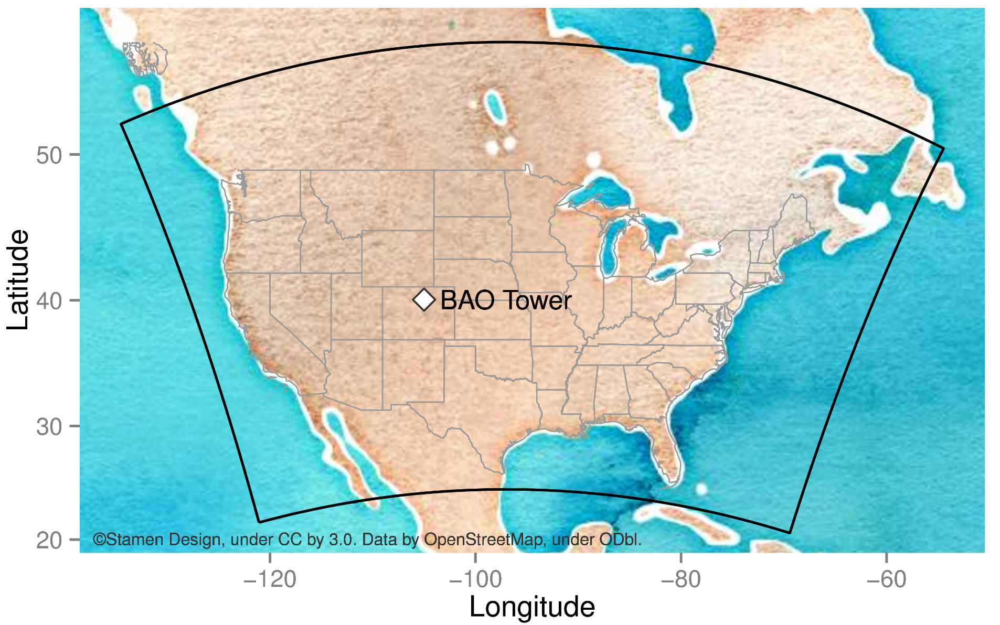 Latitude
50
40
30
20
BAO Tower
©Stamen Design, under CC by 3.0. Data by OpenStreetMap, under ODbl.
−120
−100
−80
−60
Longitude